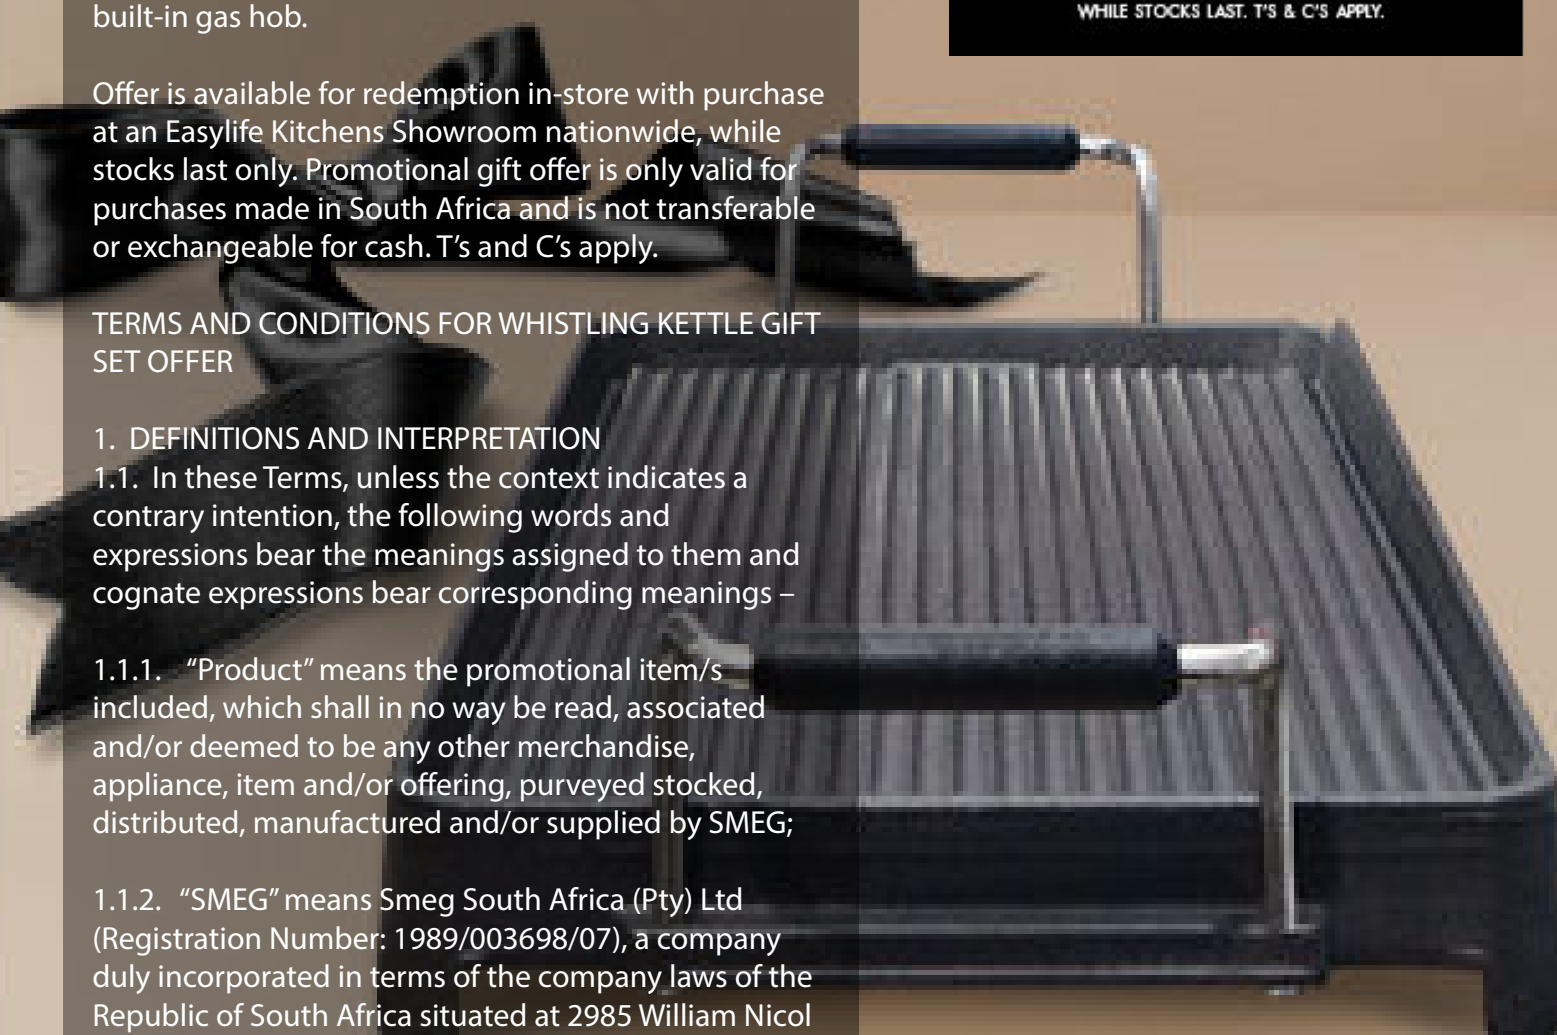 built-in gas hob.
WHILE STOCKS LAST. T'S & C'S APPLY.
Offer is available for redemption in-store with purchase
at an Easylife Kitchens Showroom nationwide, while
stocks last only. Promotional gift offer is only valid for
purchases made in South Africa and is not transferable
or exchangeable for cash. T’s and C’s apply.
TERMS AND CONDITIONS FOR WHISTLING KETTLE GIFT
SET OFFER
1. DEFINITIONS AND INTERPRETATION
1.1. In these Terms, unless the context indicates a
contrary intention, the following words and
expressions bear the meanings assigned to them and
cognate expressions bear corresponding meanings –
1.1.1. “Product” means the promotional item/s
included, which shall in no way be read, associated
and/or deemed to be any other merchandise,
appliance, item and/or offering, purveyed stocked,
distributed, manufactured and/or supplied by SMEG;
1.1.2. “SMEG” means Smeg South Africa (Pty) Ltd
(Registration Number: 1989/003698/07), a company
duly incorporated in terms of the company laws of the
Republic of South Africa situated at 2985 William Nicol